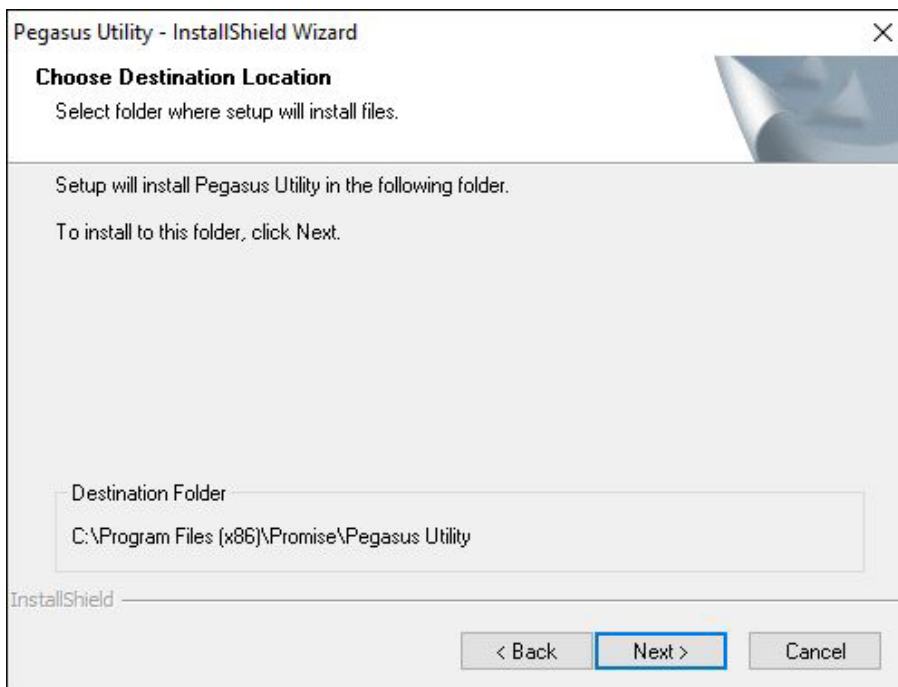 Pegasus Utility - InstallShield Wizard
Choose Destination Location
Select folder where setup will install files.
Setup will install Pegasus Utility in the following folder.
To install to this folder, click Next.
Destination Folder
C:\Program Files (x86)\Promise\Pegasus Utility
InstallShield
< Back Next > Cancel